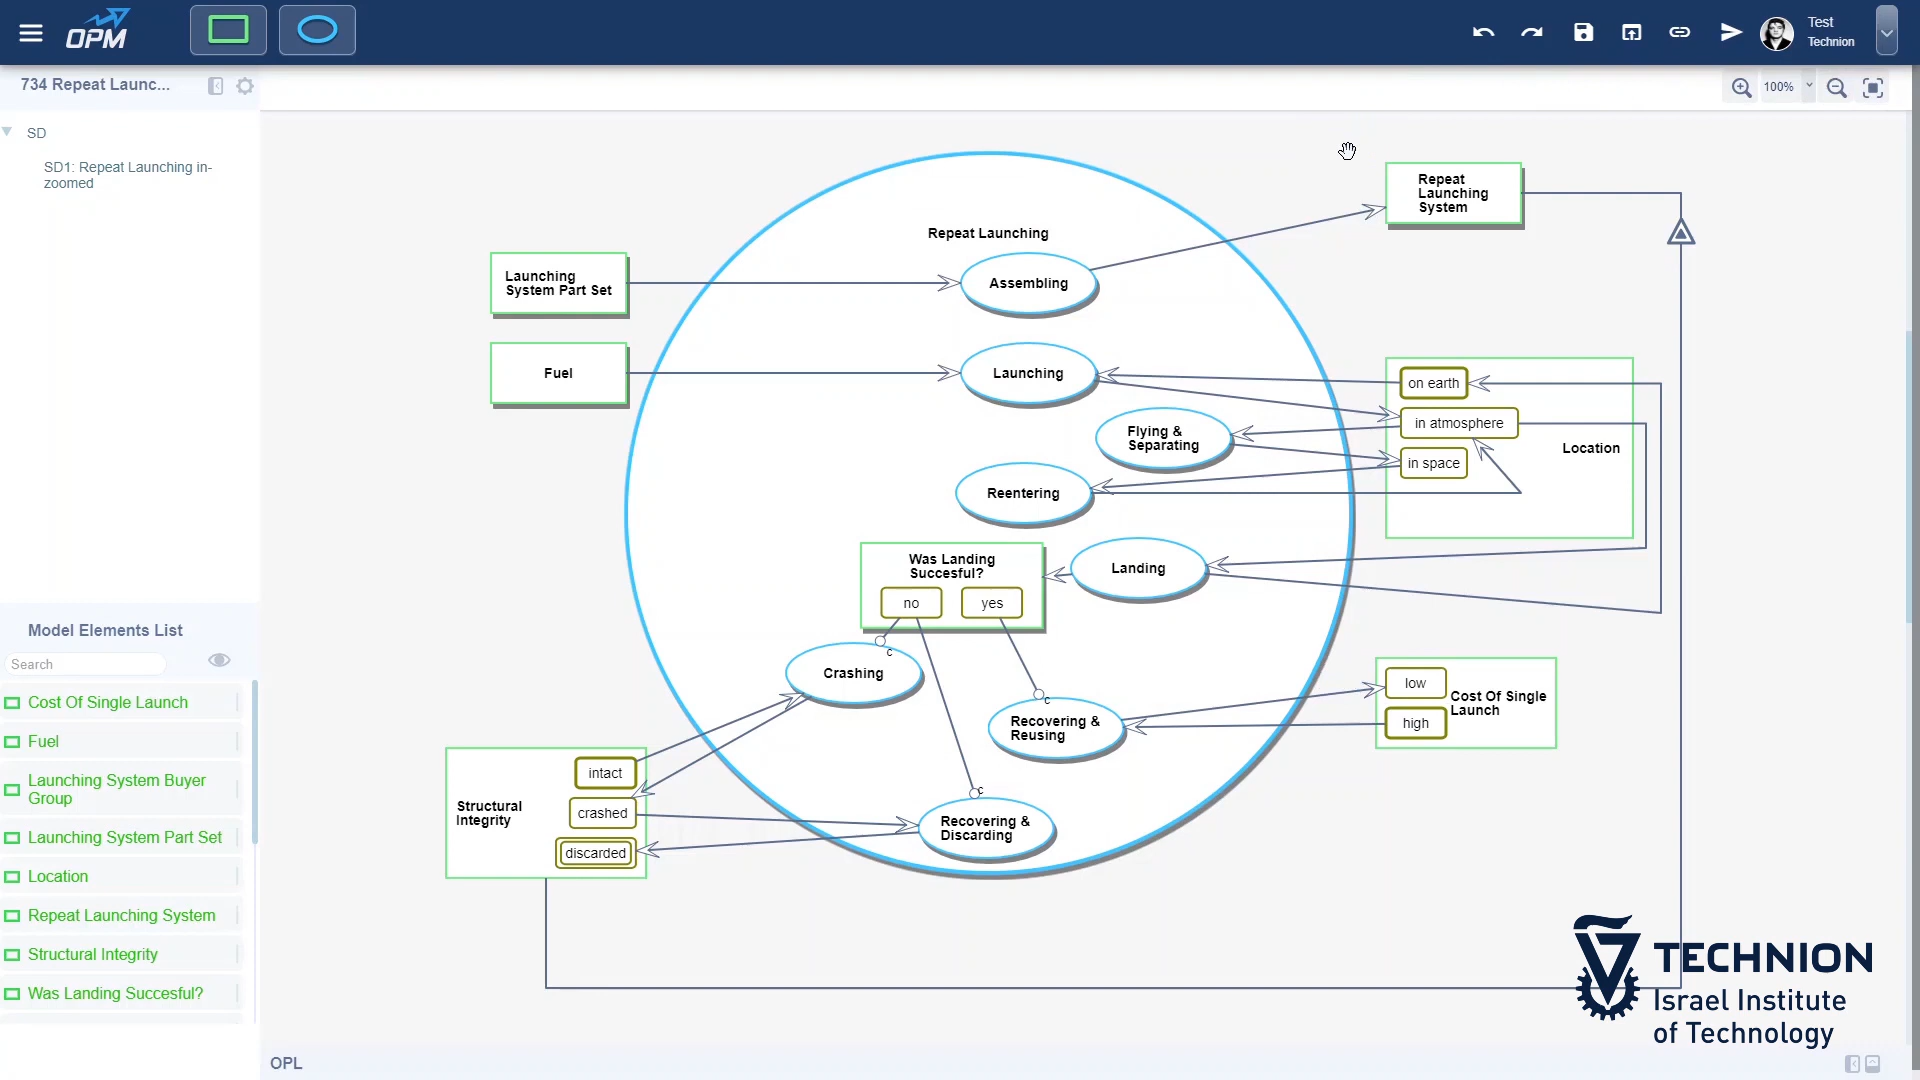 OPM
Test
Technion
734 Repeat Launc...
100%
SD
SD1: Repeat Launching in-
zoomed
Repeat Launching
Repeat
Launching
System
Launching
System Part Set
Assembling
Fuel
Launching
on earth
in atmosphere
in space
Location
Flying &
Separating
Reentering
Was Landing
Succesful?
no
yes
Landing
c
Crashing
c
Recovering &
Reusing
low
high
Cost Of Single
Launch
Structural
Integrity
intact
crashed
discarded
c
Recovering &
Discarding
Model Elements List
Search
Cost Of Single Launch
Fuel
Launching System Buyer
Group
Launching System Part Set
Location
Repeat Launching System
Structural Integrity
Was Landing Succesful?
TECHNION
Israel Institute
of Technology
OPL